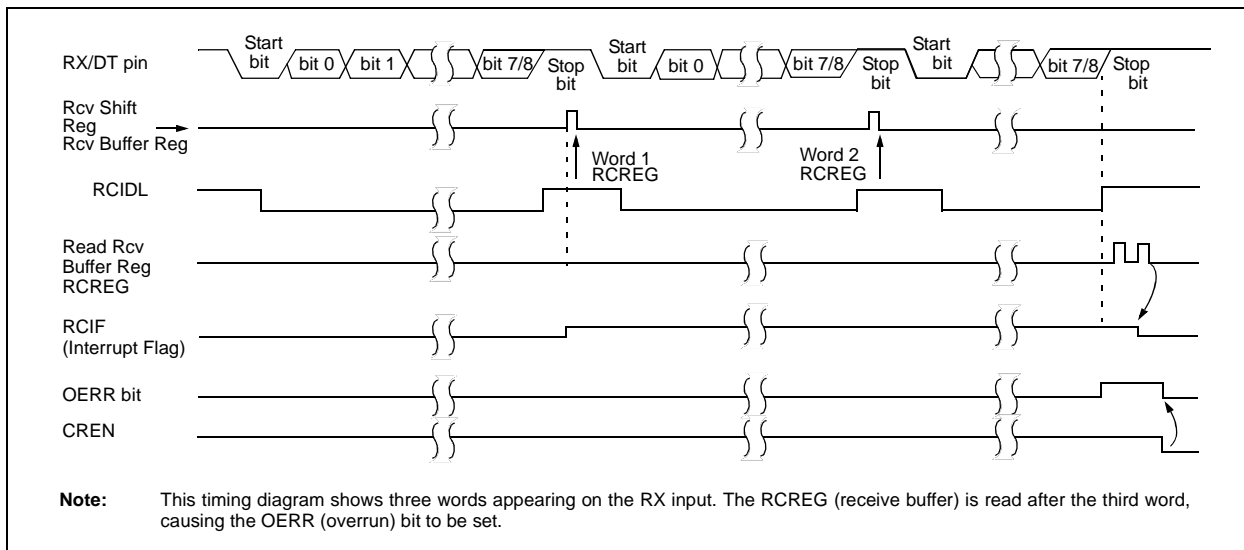 RX/DT pin
Start
bit
bit 0
bit 1
bit 7/8
Stop
bit
Start
bit
bit 0
bit 7/8
Stop
bit
Start
bit
bit 7/8
Stop
bit
Rcv Shift
Reg
Rcv Buffer Reg
Word 1
RCREG
Word 2
RCREG
RCIDL
Read Rcv
Buffer Reg
RCREG
RCIF
(Interrupt Flag)
OERR bit
CREN
Note: This timing diagram shows three words appearing on the RX input. The RCREG (receive buffer) is read after the third word,
causing the OERR (overrun) bit to be set.